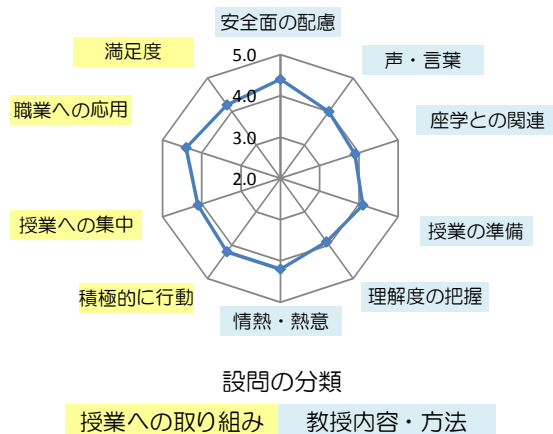 安全面の配慮
満足度
声・言葉
5.0
職業への応用
4.0
座学との関連
3.0
2.0
授業への集中
授業の準備
積極的に行動
理解度の把握
情熱・熱意
設問の分類
授業への取り組み 教授内容・方法